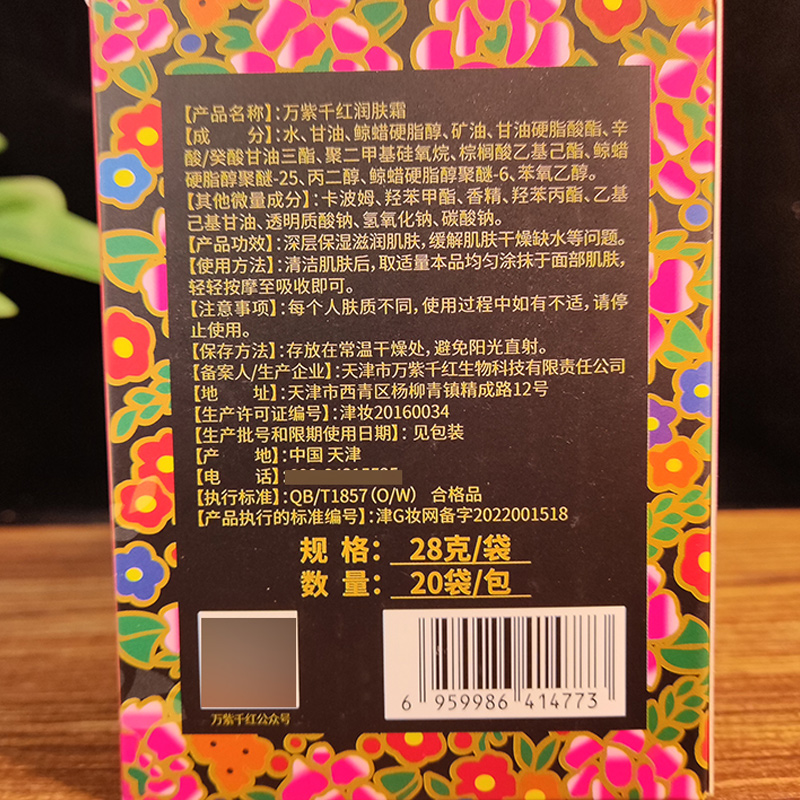 【产品名称】：万紫千红润肤霜
【成 分】：水、甘油、鲸蜡硬脂醇、矿油、甘油硬脂酸酯、辛
酸/癸酸甘油三酯、聚二甲基硅氧烷、棕榈酸乙基己酯、鲸蜡
硬脂醇聚醚-25、丙二醇、鲸蜡硬脂醇聚醚-6、苯氧乙醇。
【其他微量成分】：卡波姆、羟苯甲酯、香精、羟苯丙酯、乙基
己基甘油、透明质酸钠、氢氧化钠、碳酸钠。
【产品功效】：深层保湿滋润肌肤，缓解肌肤干燥缺水等问题。
【使用方法】：清洁肌肤后，取适量本品均匀涂抹于面部肌肤，
轻轻按摩至吸收即可。
【注意事项】：每个人肤质不同，使用过程中如有不适，请停
止使用。
【保存方法】：存放在常温干燥处，避免阳光直射。
【备案人/生产企业】：天津市万紫千红生物科技有限责任公司
【地 址】：天津市西青区杨柳青镇精成路12号
【生产许可证编号】：津妆20160034
【生产批号和限期使用日期】：见包装
【产 地】：中国 天津
【电 话】：
【执行标准】：QB/T1857（O/W） 合格品
【产品执行的标准编号】：津G妆网备字2022001518
规 格： 28克/袋
数 量： 20袋/包
6 959986 414773
万紫千红公众号